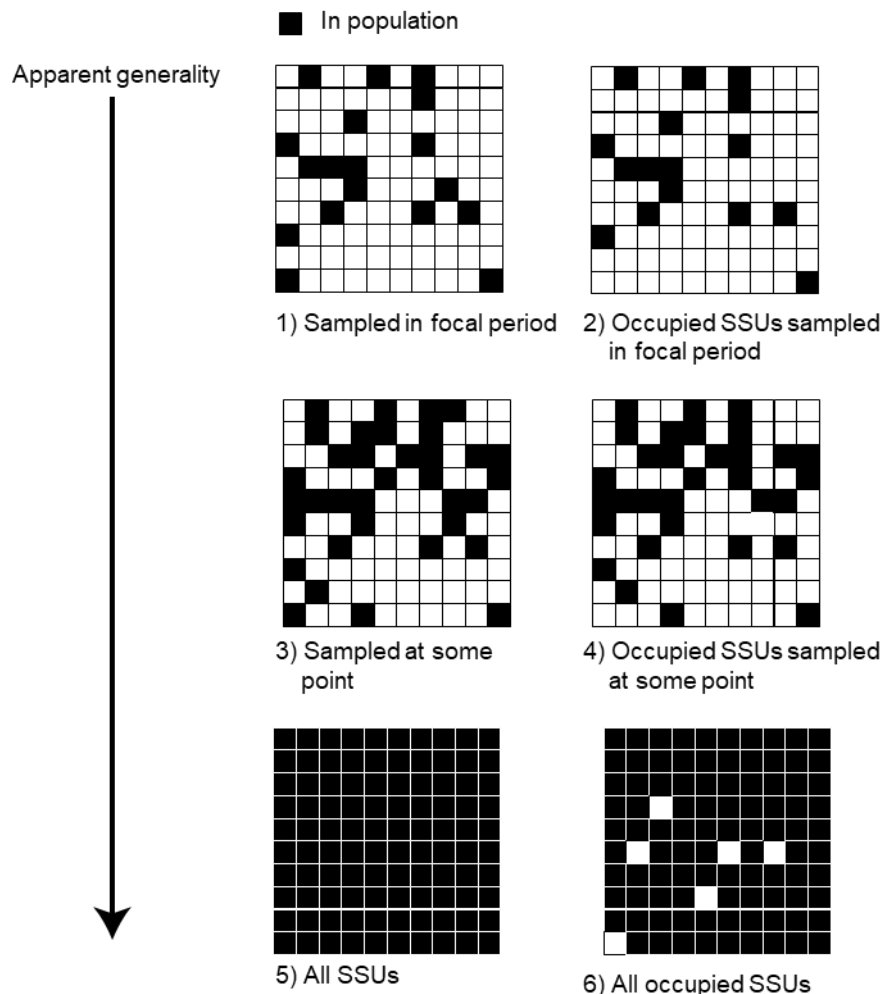 In population
Apparent generality
1) Sampled in focal period
2) Occupied SSUs sampled
in focal period
3) Sampled at some
point
4) Occupied SSUs sampled
at some point
5) All SSUs
6) All occupied SSUs